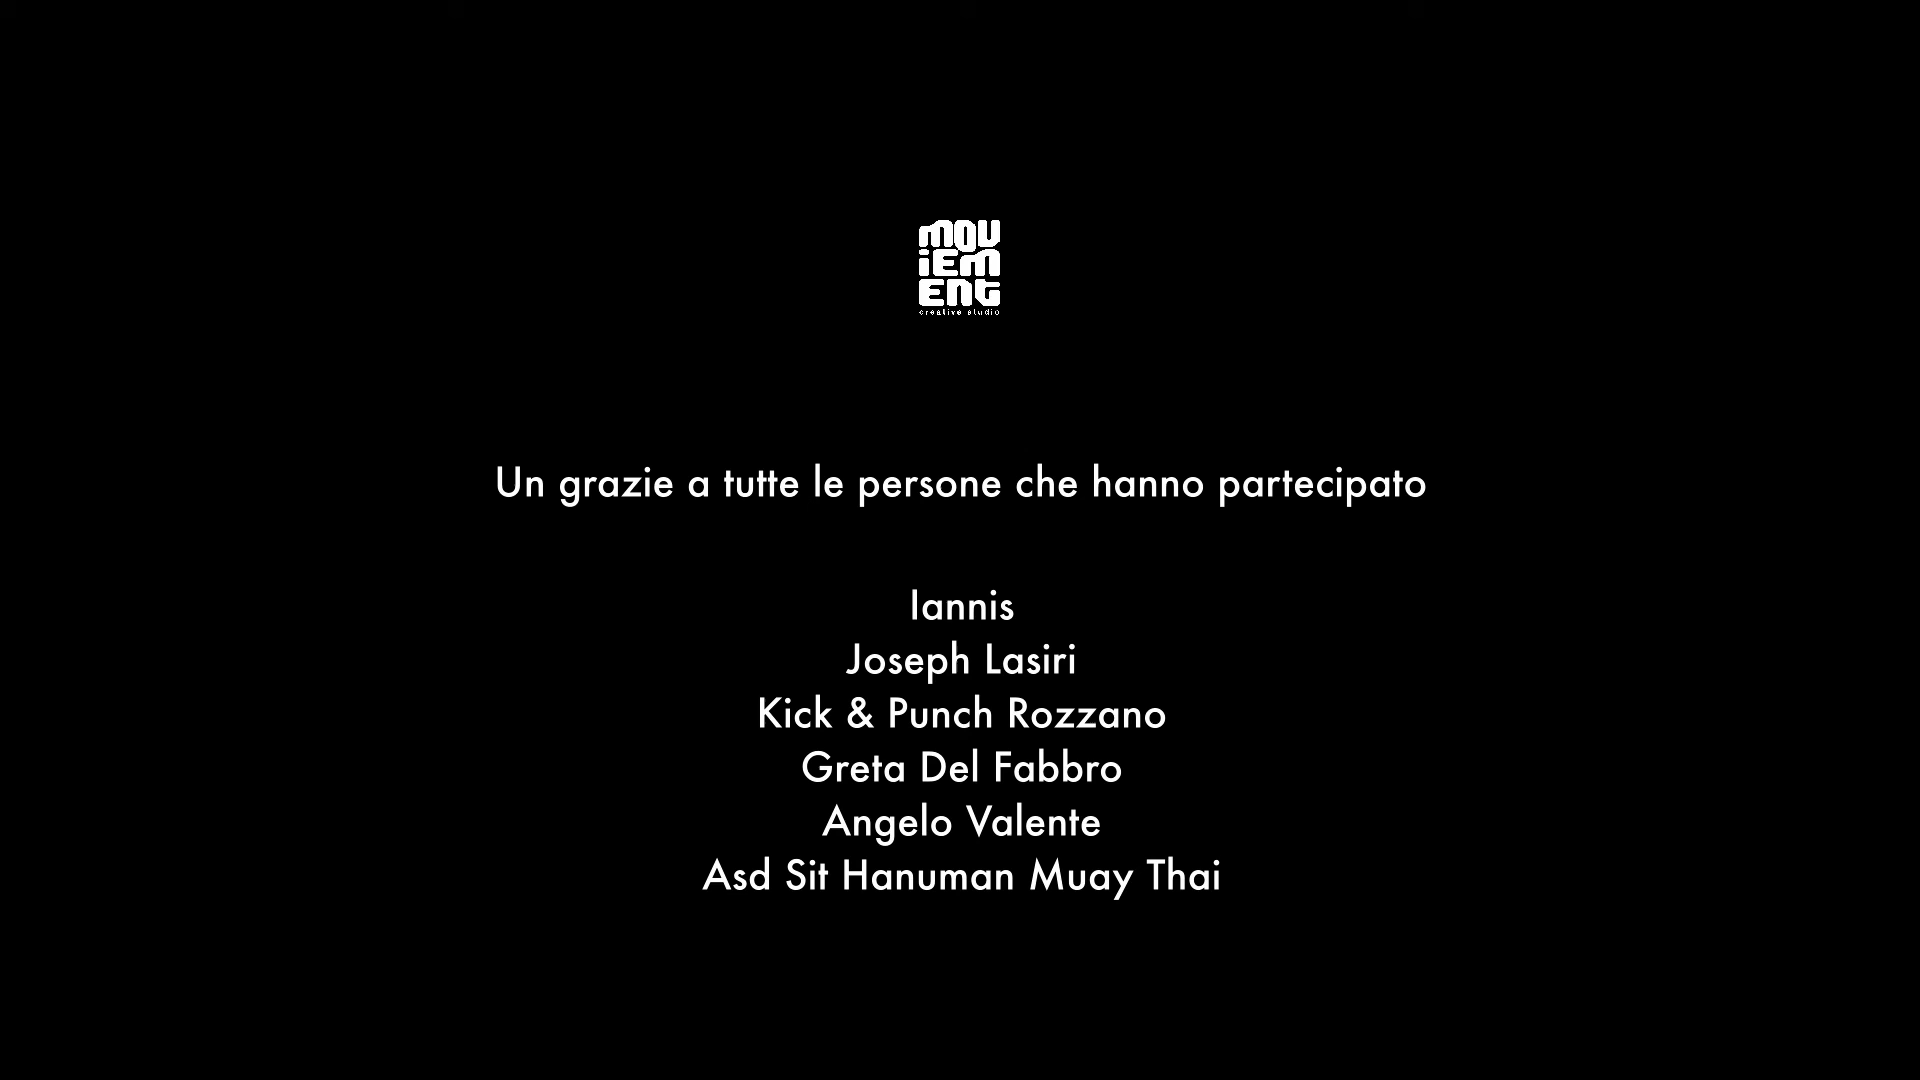 mov
iem
ent
creative studio
Un grazie a tutte le persone che hanno partecipato
Iannis
Joseph Lasiri
Kick & Punch Rozzano
Greta Del Fabbro
Angelo Valente
Asd Sit Hanuman Muay Thai